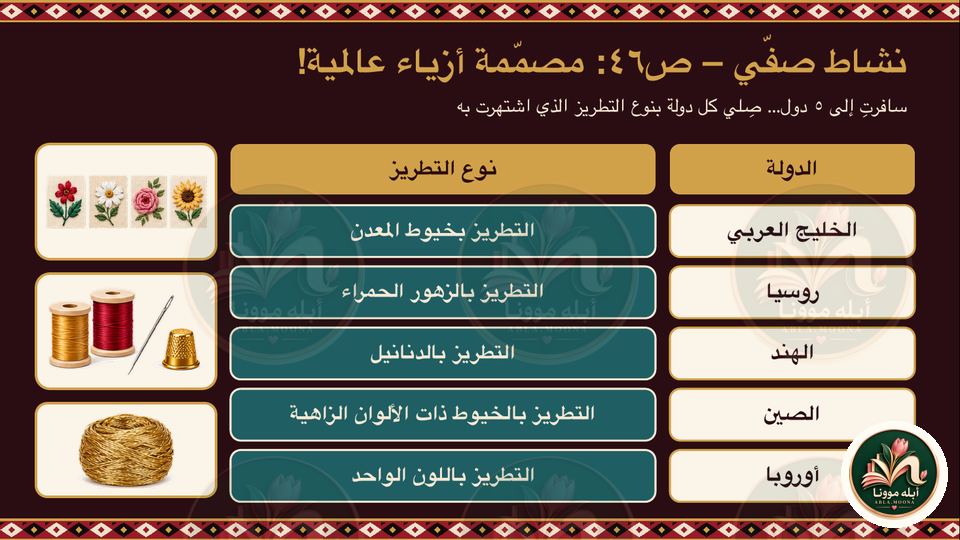 نشاط صفّي – ص٤٦: مصمّمة أزياء عالمية!
سافرتِ إلى ٥ دول... صِلي كل دولة بنوع التطريز الذي اشتهرت به
الدولة
نوع التطريز
الخليج العربي
التطريز بخيوط المعدن
روسيا
التطريز بالزهور الحمراء
الهند
التطريز بالدنانيل
الصين
التطريز بالخيوط ذات الألوان الزاهية
أوروبا
التطريز باللون الواحد
أبله موونا
ABLA.MOONA